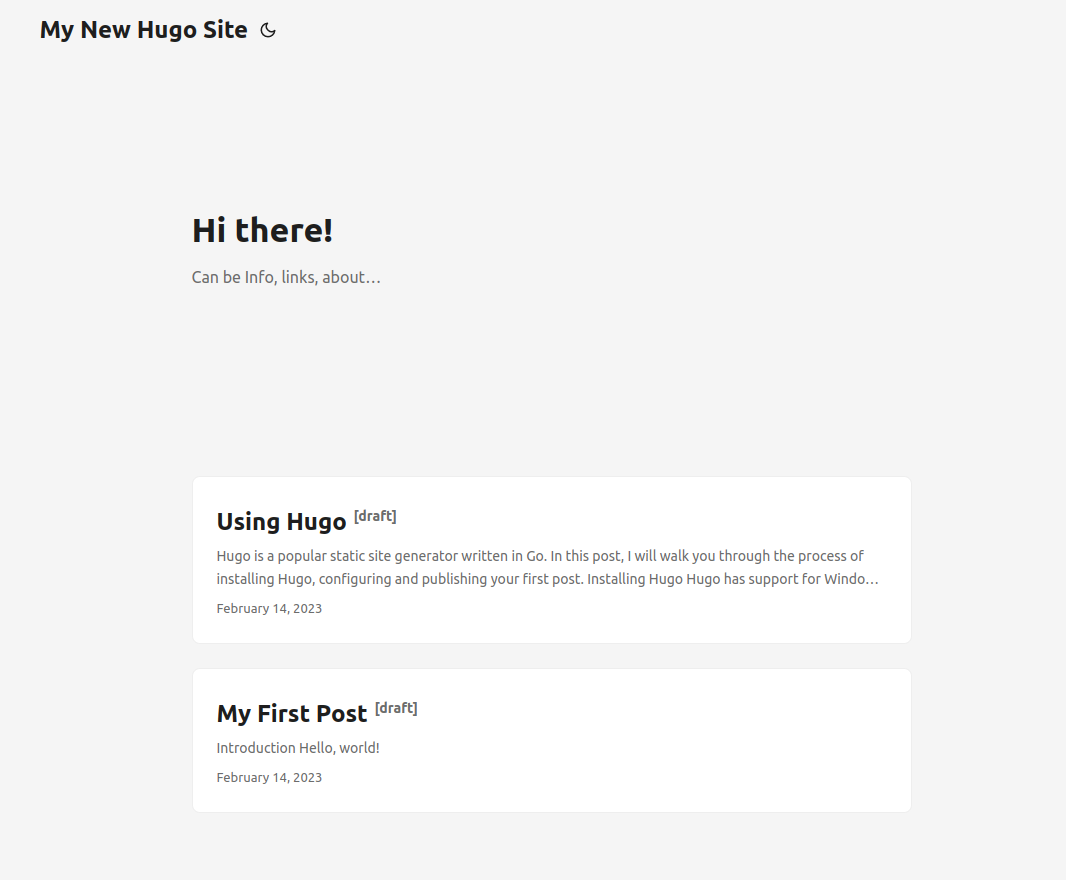 My New Hugo Site
Hi there!
Can be Info, links, about…
Using Hugo [draft]
Hugo is a popular static site generator written in Go. In this post, I will walk you through the process of
installing Hugo, configuring and publishing your first post. Installing Hugo Hugo has support for Windo…
February 14, 2023
My First Post [draft]
Introduction Hello, world!
February 14, 2023